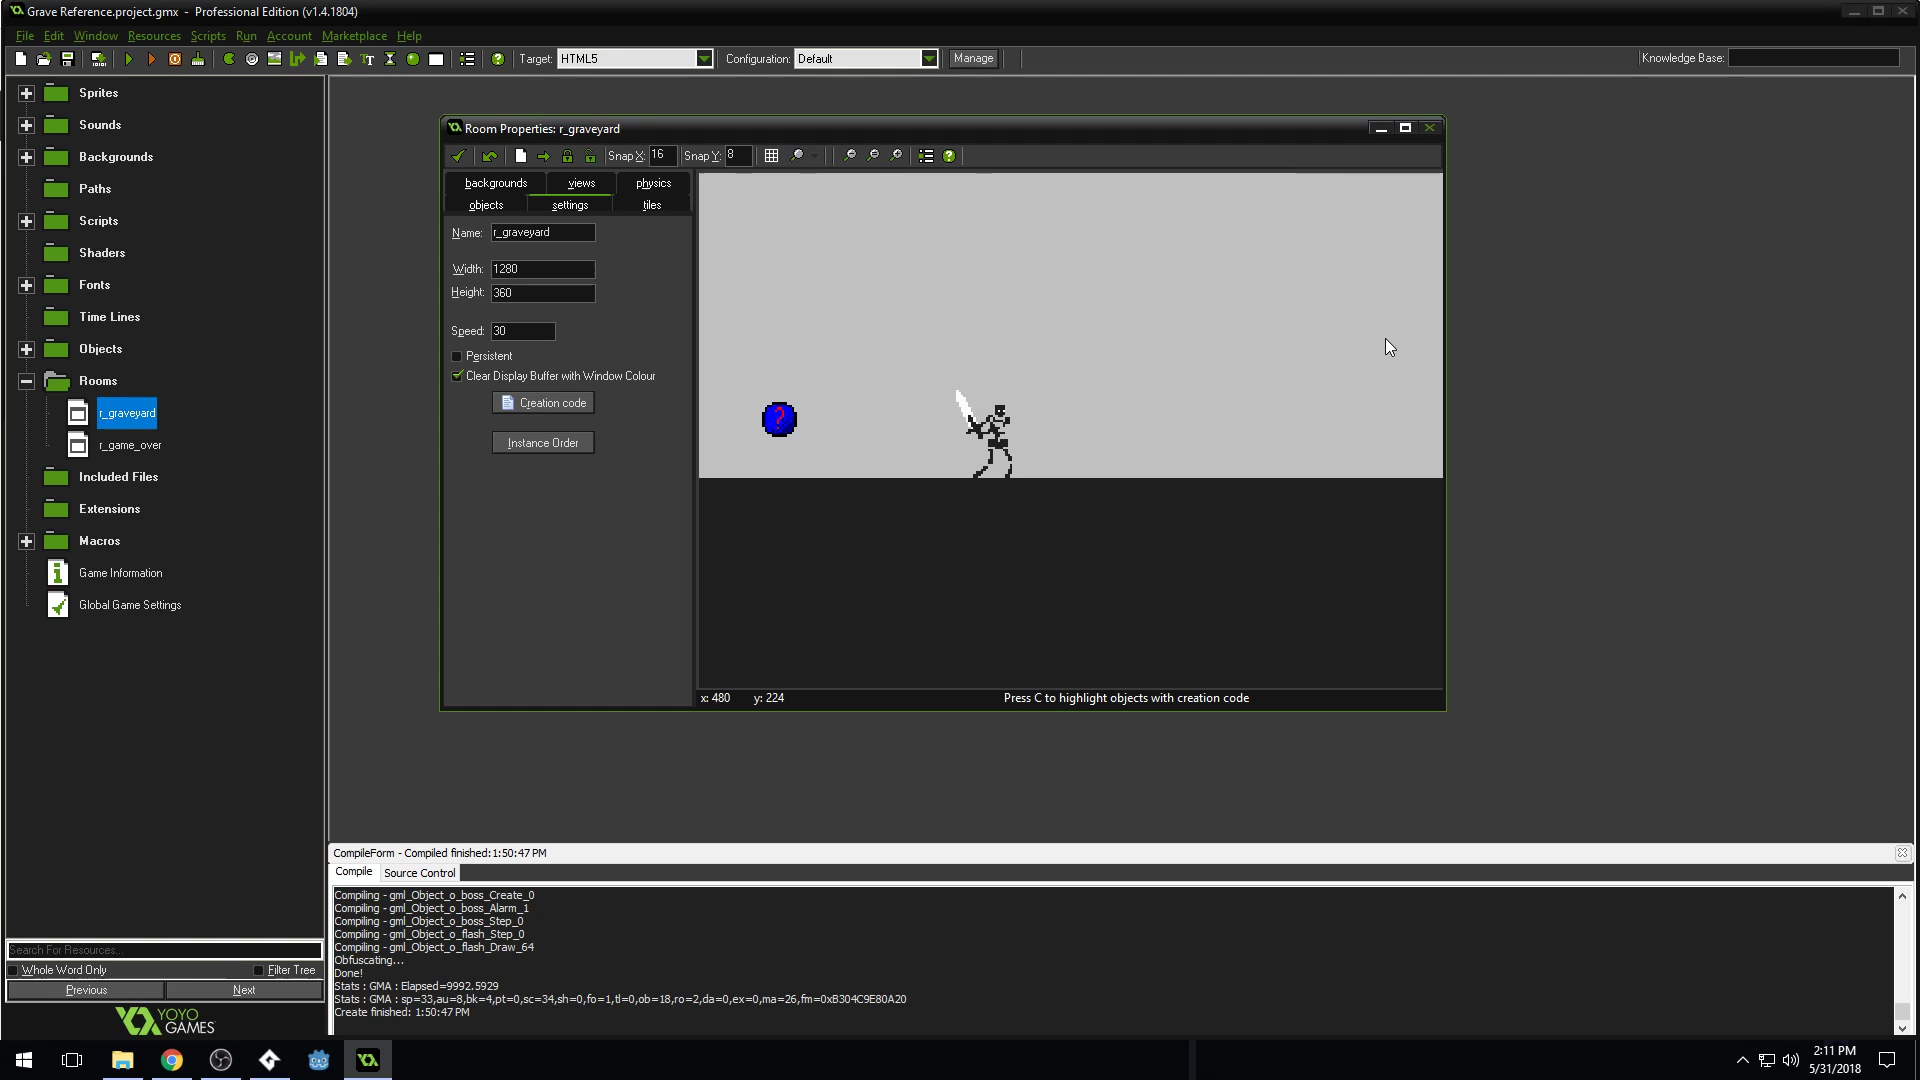 Grave Reference.project.gmx - Professional Edition (v1.4.1804)
File Edit Window Resources Scripts Run Account Marketplace Help
Target: HTML5 Configuration: Default Manage Knowledge Base:
Sprites
Sounds
Backgrounds
Paths
Scripts
Shaders
Fonts
Time Lines
Objects
Rooms
r_graveyard
r_game_over
Included Files
Extensions
Macros
Game Information
Global Game Settings
Search For Resources...
Whole Word Only Filter Tree
Previous Next
YOYO
GAMES
Room Properties: r_graveyard
Snap X: 16 Snap Y: 8
backgrounds views physics
objects settings tiles
Name: r_graveyard
Width: 1280
Height: 360
Speed: 30
Persistent
Clear Display Buffer with Window Colour
Creation code
Instance Order
?
x: 480 y: 224 Press C to highlight objects with creation code
CompileForm - Compiled finished:1:50:47 PM
Compile Source Control
Compiling - gml_Object_o_boss_Create_0
Compiling - gml_Object_o_boss_Alarm_1
Compiling - gml_Object_o_boss_Step_0
Compiling - gml_Object_o_flash_Step_0
Compiling - gml_Object_o_flash_Draw_64
Obfuscating...
Done!
Stats : GMA : Elapsed=9992.5929
Stats : GMA : sp=33,au=8,bk=4,pt=0,sc=34,sh=0,fo=1,tl=0,ob=18,ro=2,da=0,ex=0,ma=26,fm=0xB304C9E80A20
Create finished: 1:50:47 PM
2:11 PM
5/31/2018